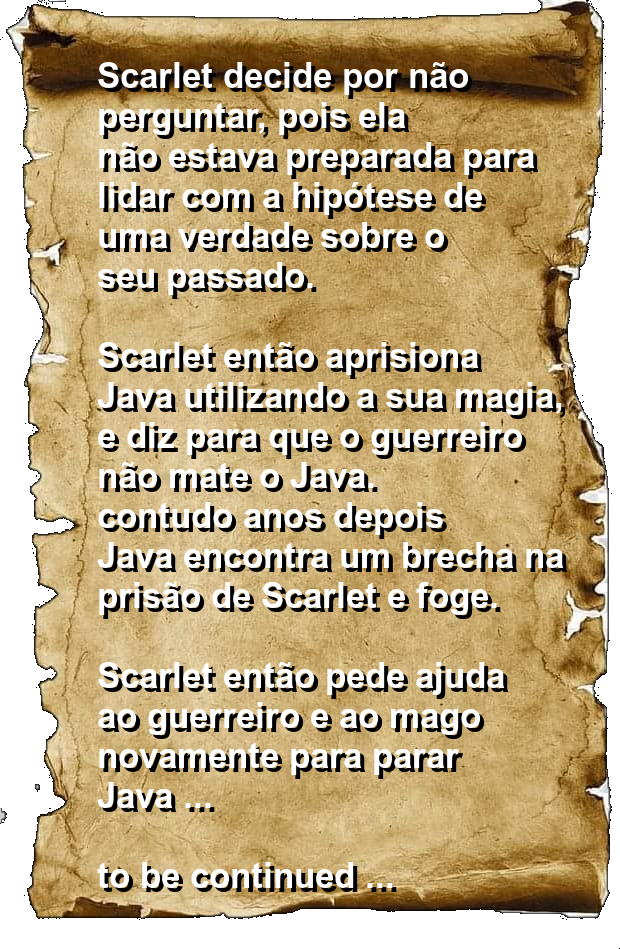 Scarlet decide por não
perguntar, pois ela
não estava preparada para
lidar com a hipótese de
uma verdade sobre o
seu passado.
Scarlet então aprisiona
Java utilizando a sua magia,
e diz para que o guerreiro
não mate o Java.
contudo anos depois
Java encontra um brecha na
prisão de Scarlet e foge.
Scarlet então pede ajuda
ao guerreiro e ao mago
novamente para parar
Java ...
to be continued ...